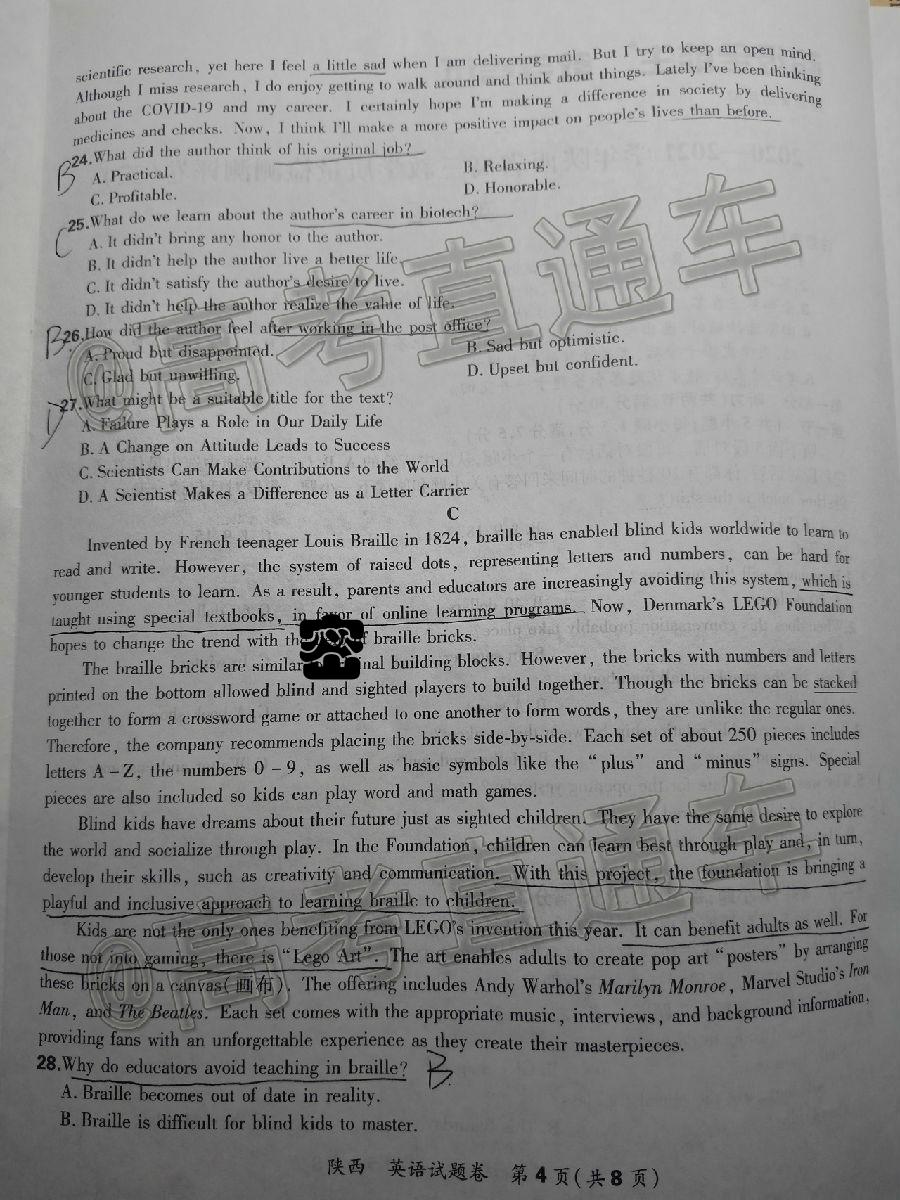 scientific research, yet here I feel a little sad when I am delivering mail. But I try to keep an open mind.
Although I miss research, I do enjoy getting to walk around and think about things. Lately I've been thinking
about the COVID-19 and my career. I certainly hope I'm making a difference in society by delivering
medicines and checks. Now, I think I'll make a more positive impact on people's lives than before.
24.What did the author think of his original job?
B
A. Practical. B. Relaxing.
C. Profitable. D. Honorable.
25.What do we learn about the author's career in biotech?
C
A. It didn't bring any honor to the author.
B. It didn't help the author live a better life.
C. It didn't satisfy the author's desire to live.
D. It didn't help the author realize the value of life.
26.How did the author feel after working in the post office?
B
A. Proud but disappointed. B. Sad but optimistic.
C. Glad but unwilling. D. Upset but confident.
27.What might be a suitable title for the text?
D
A. Failure Plays a Role in Our Daily Life
B. A Change on Attitude Leads to Success
C. Scientists Can Make Contributions to the World
D. A Scientist Makes a Difference as a Letter Carrier
C
Invented by French teenager Louis Braille in 1824, braille has enabled blind kids worldwide to learn to
read and write. However, the system of raised dots, representing letters and numbers, can be hard for
younger students to learn. As a result, parents and educators are increasingly avoiding this system, which is
taught using special textbooks, in favor of online learning programs. Now, Denmark's LEGO Foundation
hopes to change the trend with braille bricks.
The braille bricks are similar building blocks. However, the bricks with numbers and letters
printed on the bottom allowed blind and sighted players to build together. Though the bricks can be stacked
together to form a crossword game or attached to one another to form words, they are unlike the regular ones.
Therefore, the company recommends placing the bricks side-by-side. Each set of about 250 pieces includes
letters A-Z, the numbers 0-9, as well as basic symbols like the "plus" and "minus" signs. Special
pieces are also included so kids can play word and math games.
Blind kids have dreams about their future just as sighted children. They have the same desire to explore
the world and socialize through play. In the Foundation, children can learn best through play and, in turn,
develop their skills, such as creativity and communication. With this project, the foundation is bringing a
playful and inclusive approach to learning braille to children.
Kids are not the only ones benefiting from LEGO's invention this year. It can benefit adults as well. For
those not into gaming, there is "Lego Art". The art enables adults to create pop art "posters" by arranging
these bricks on a canvas(画布). The offering includes Andy Warhol's Marilyn Monroe, Marvel Studio's Iron
Man, and The Beatles. Each set comes with the appropriate music, interviews, and background information,
providing fans with an unforgettable experience as they create their masterpieces.
28.Why do educators avoid teaching in braille? B
A. Braille becomes out of date in reality.
B. Braille is difficult for blind kids to master.
陕西 英语试题卷 第4页(共8页)
@高考直通车
@高考直通车